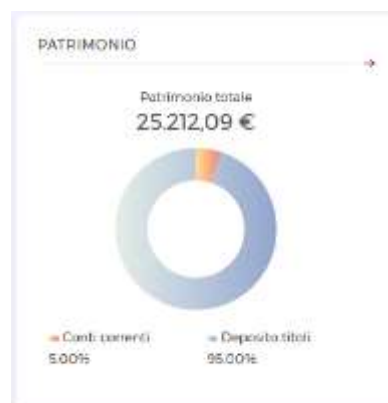 PATRIMONIO
Patrimonio totale
25.212,09 €
Conti correnti
5.00%
Deposito titoli
95.00%